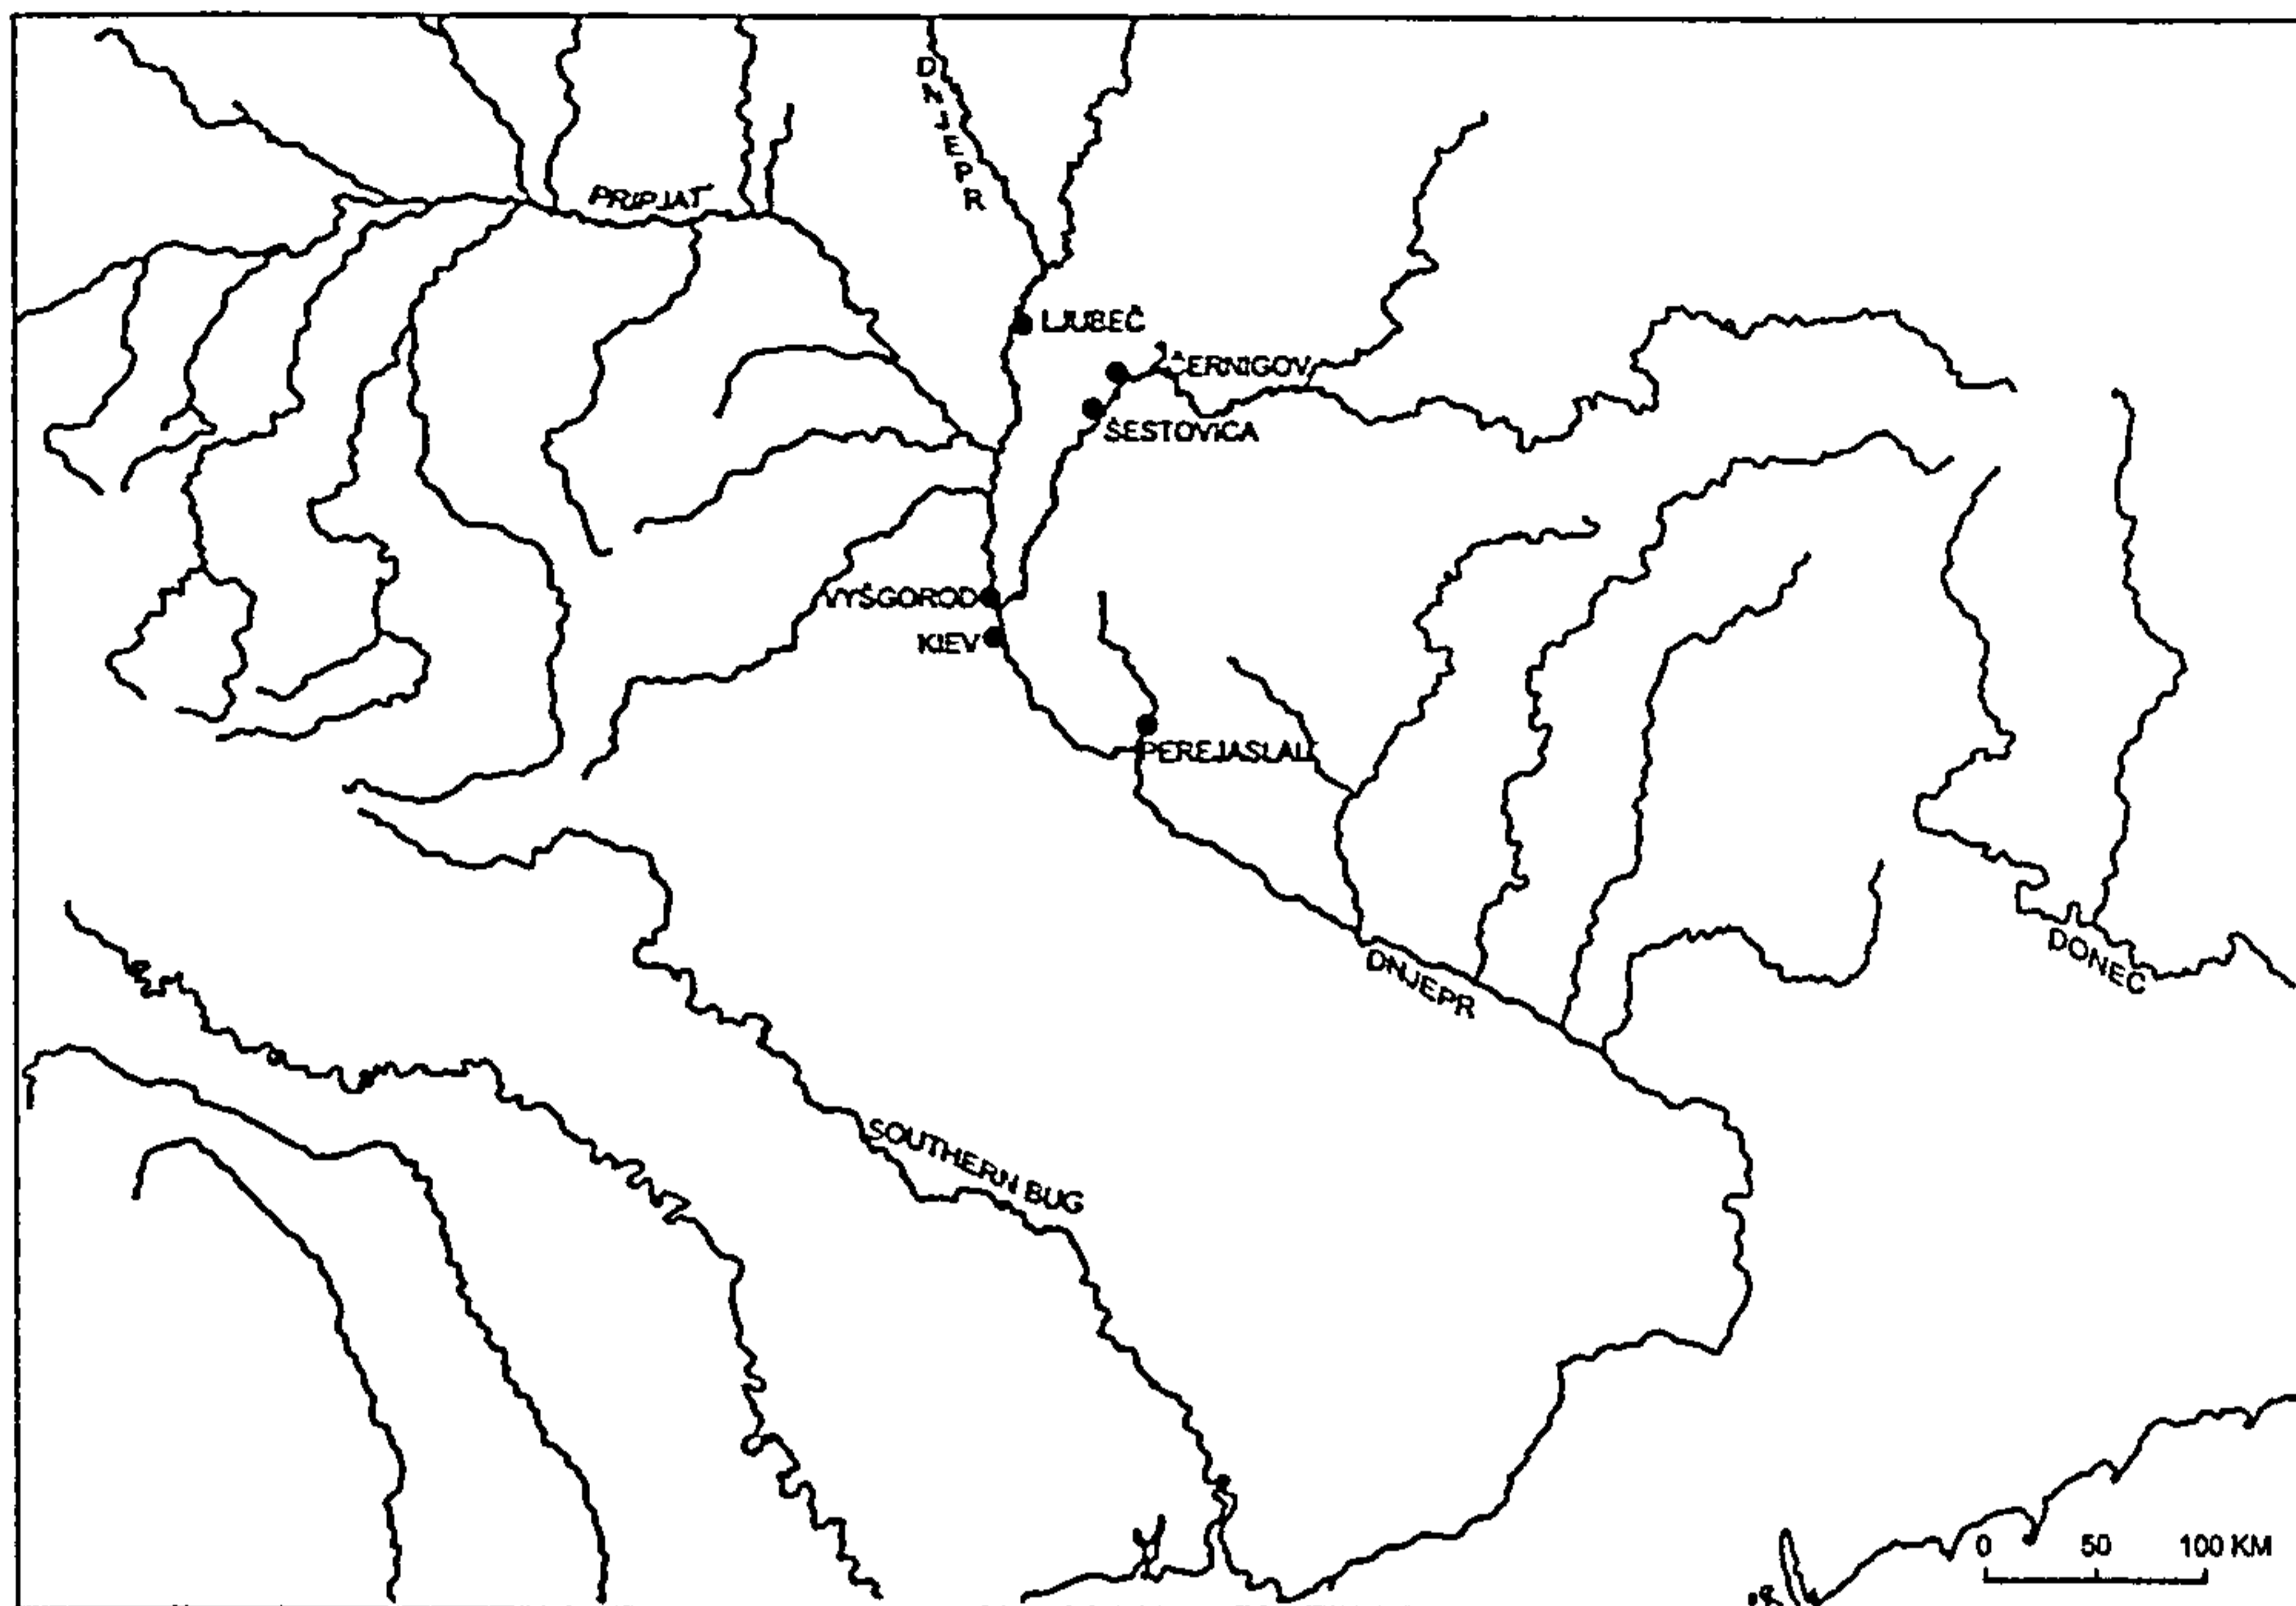 DNJEPR
PRIPJAT
LJUBEČ
ČERNIGOV
ŠESTOVICA
VYŠGOROD
KIEV
PEREJASLAL
DONEC
DNJEPR
SOUTHERN BUG
0 50 100 KM